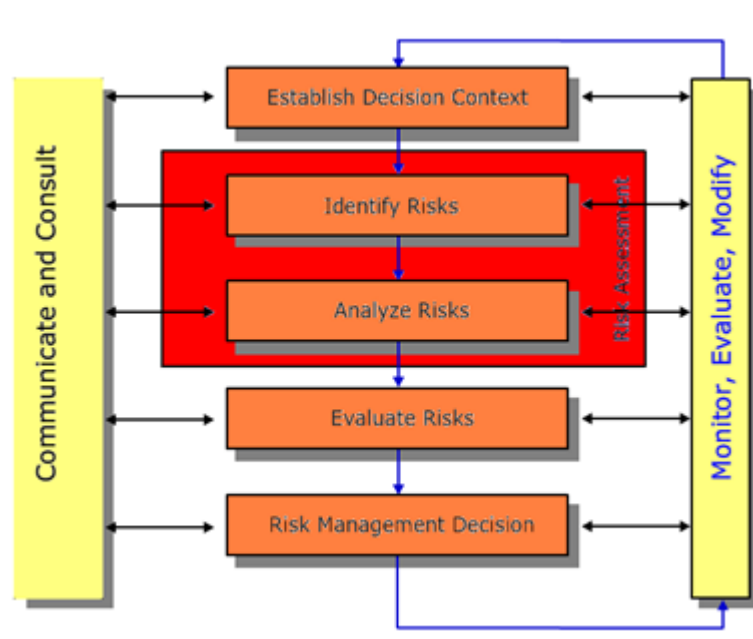 Establish Decision Context
Communicate and Consult
Identify Risks
Risk Assessment
Analyze Risks
Monitor, Evaluate, Modify
Evaluate Risks
Risk Management Decision